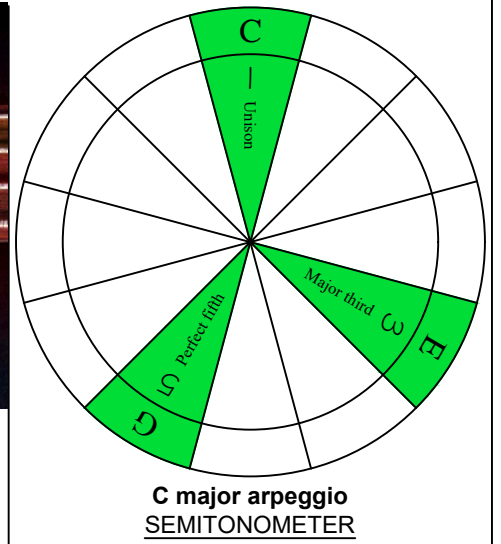 C
1 Unison
E
3 Major third
G
5 Perfect fifth
C major arpeggio
SEMITONOMETER